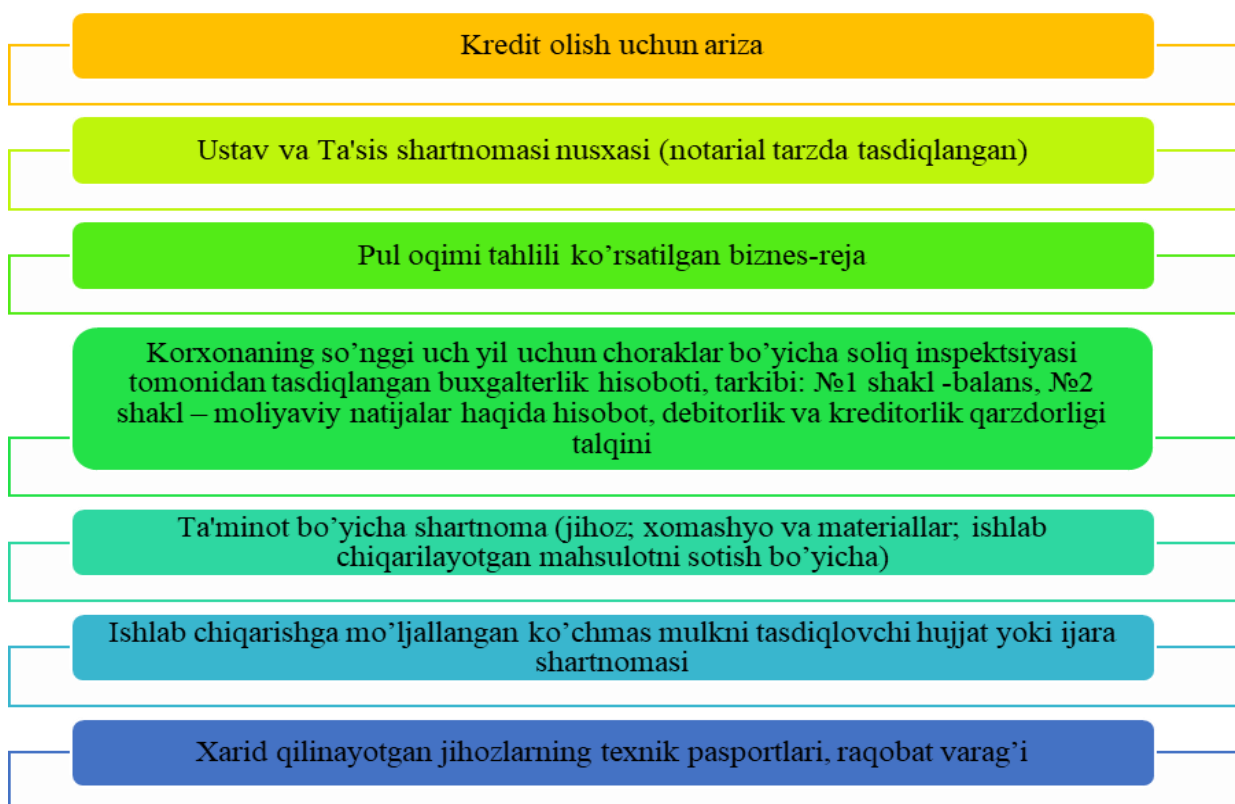 Kredit olish uchun ariza
Ustav va Ta'sis shartnomasi nusxasi (notarial tarzda tasdiqlangan)
Pul oqimi tahlili ko’rsatilgan biznes-reja
Korxonaning so’nggi uch yil uchun choraklar bo’yicha soliq inspektsiyasi
tomonidan tasdiqlangan buxgalterlik hisoboti, tarkibi: №1 shakl -balans, №2
shakl – moliyaviy natijalar haqida hisobot, debitorlik va kreditorlik qarzdorligi
talqini
Ta'minot bo’yicha shartnoma (jihoz; xomashyo va materiallar; ishlab
chiqarilayotgan mahsulotni sotish bo’yicha)
Ishlab chiqarishga mo’ljallangan ko’chmas mulkni tasdiqlovchi hujjat yoki ijara
shartnomasi
Xarid qilinayotgan jihozlarning texnik pasportlari, raqobat varag’i